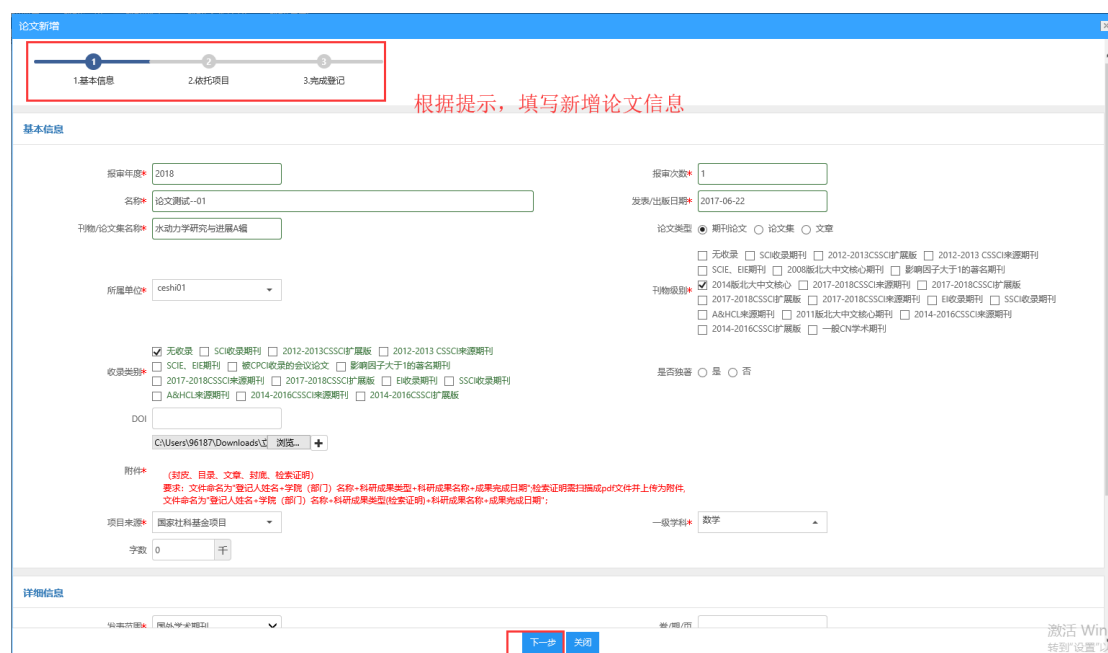 论文新增
1 2 3
1.基本信息 2.依托项目 3.完成登记
根据提示，填写新增论文信息
基本信息
报审年度* 2018 报审次数* 1
名称* 论文测试--01 发表/出版日期* 2017-06-22
刊物/论文集名称* 水动力学研究与进展A辑 论文类型 期刊论文 论文集 文章
所属单位* ceshi01 刊物级别*
无收录 SCI收录期刊 2012-2013CSSCI扩展版 2012-2013 CSSCI来源期刊
SCIE、EIE期刊 2008版北大中文核心期刊 影响因子大于1的著名期刊
2014版北大中文核心 2017-2018CSSCI来源期刊 2017-2018CSSCI扩展版
2017-2018CSSCI扩展版 2017-2018CSSCI来源期刊 EI收录期刊 SSCI收录期刊
A&HCL来源期刊 2011版北大中文核心期刊 2014-2016CSSCI来源期刊
2014-2016CSSCI扩展版 一般CN学术期刊
收录类别* 是否独著 是 否
无收录 SCI收录期刊 2012-2013CSSCI扩展版 2012-2013 CSSCI来源期刊
SCIE、EIE期刊 被CPCI收录的会议论文 影响因子大于1的著名期刊
2017-2018CSSCI来源期刊 2017-2018CSSCI扩展版 EI收录期刊 SSCI收录期刊
A&HCL来源期刊 2014-2016CSSCI来源期刊 2014-2016CSSCI扩展版
DOI
C:\Users\96187\Downloads\ 浏览...
附件* （封皮、目录、文章、封底、检索证明）
要求：文件命名为"登记人姓名+学院（部门）名称+科研成果类型+科研成果名称+成果完成日期";检索证明需扫描成pdf文件并上传为附件,
文件命名为"登记人姓名+学院（部门）名称+科研成果类型(检索证明)+科研成果名称+成果完成日期";
项目来源* 国家社科基金项目 一级学科* 数学
字数 0 千
详细信息
发表范围* 国外学术期刊 卷/期/页
下一步 关闭
激活 Win
转到"设置"以